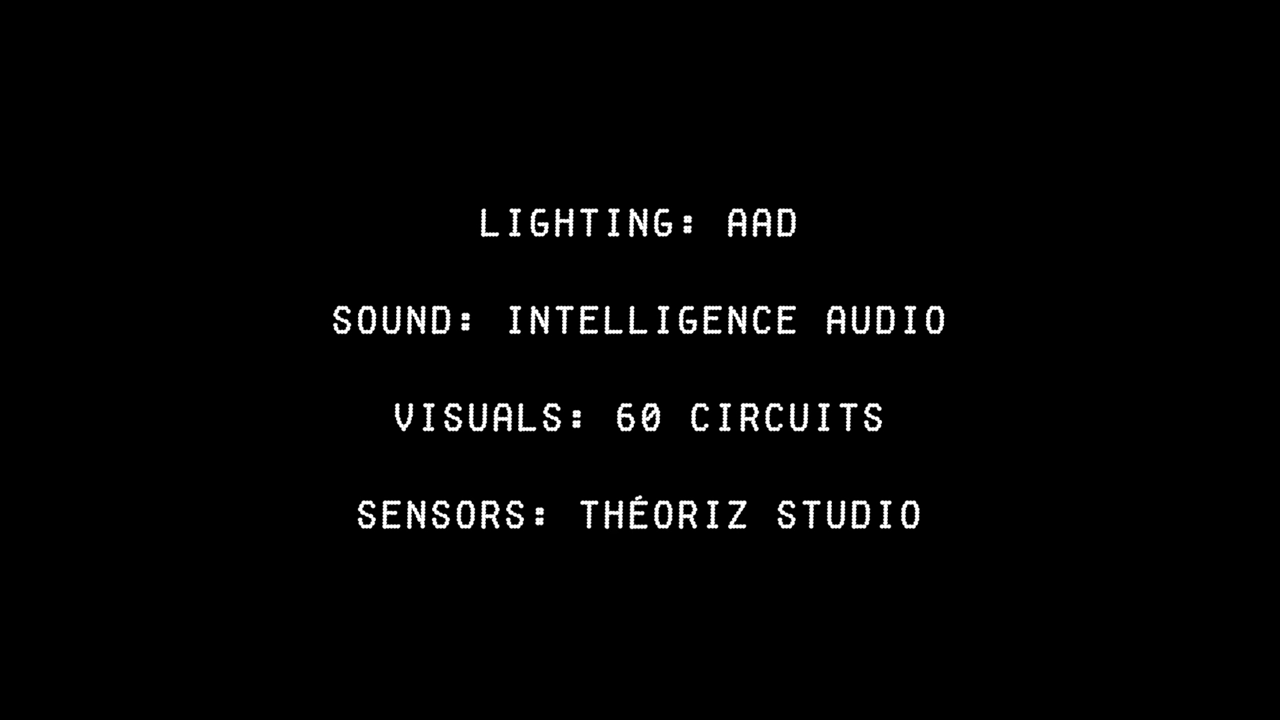 LIGHTING: AAD
SOUND: INTELLIGENCE AUDIO
VISUALS: 60 CIRCUITS
SENSORS: THÉORIZ STUDIO